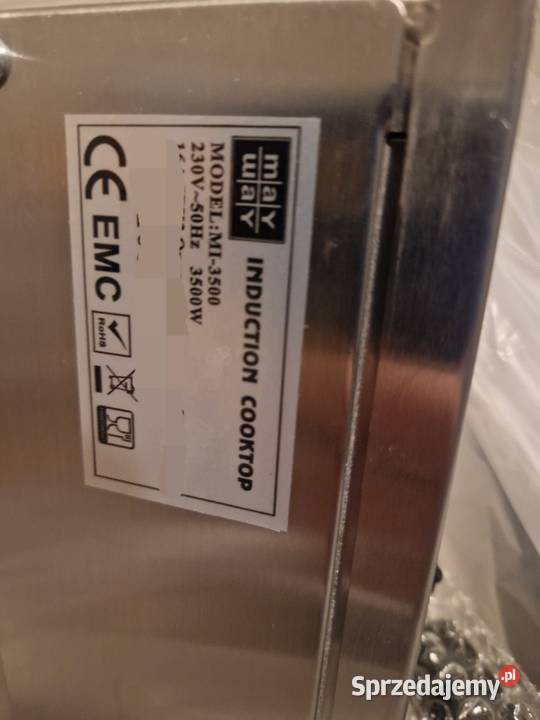 may
way
INDUCTION COOKTOP
MODEL:MI-3500
230V~50Hz 3500W
CE EMC
RoHS
Sprzedajemy.pl